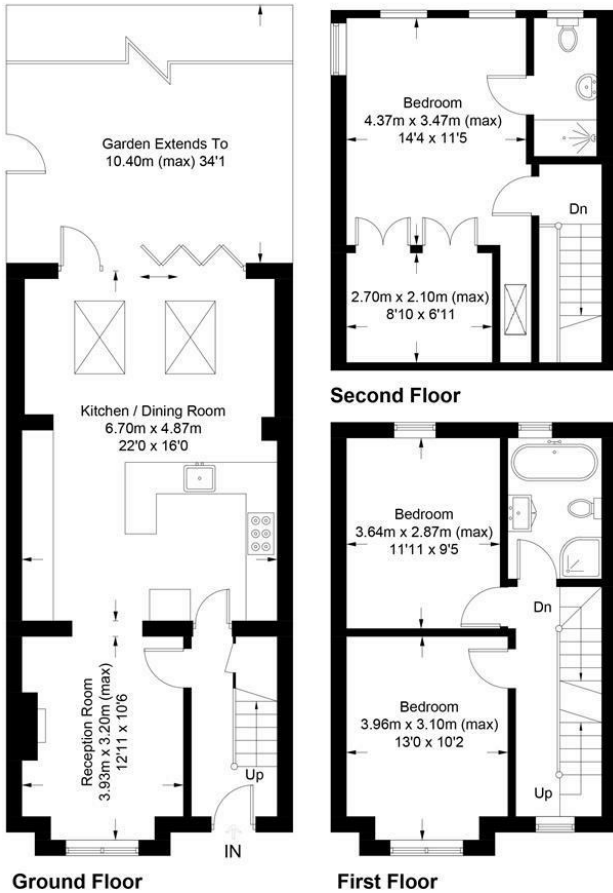 Garden Extends To
10.40m (max) 34'1
Kitchen / Dining Room
6.70m x 4.87m
22'0 x 16'0
Reception Room
3.93m x 3.20m (max)
12'11 x 10'6
Up
IN
Ground Floor
Bedroom
4.37m x 3.47m (max)
14'4 x 11'5
Dn
2.70m x 2.10m (max)
8'10 x 6'11
Second Floor
Bedroom
3.64m x 2.87m (max)
11'11 x 9'5
Dn
Bedroom
3.96m x 3.10m (max)
13'0 x 10'2
Up
First Floor